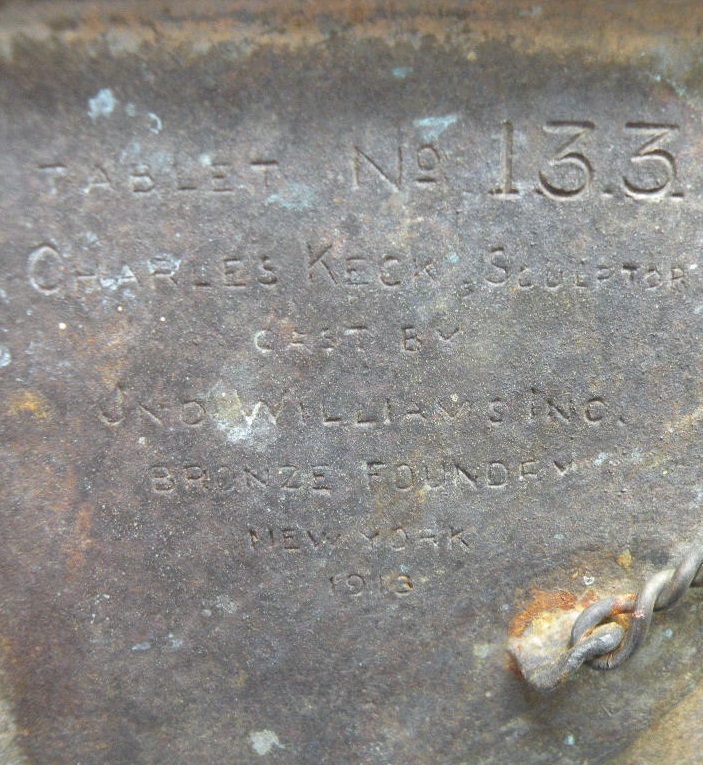 TABLET Nº 133
CHARLES KECK, SCULPTOR
CAST BY
JNO. WILLIAMS INC.
BRONZE FOUNDRY
NEW YORK
1913